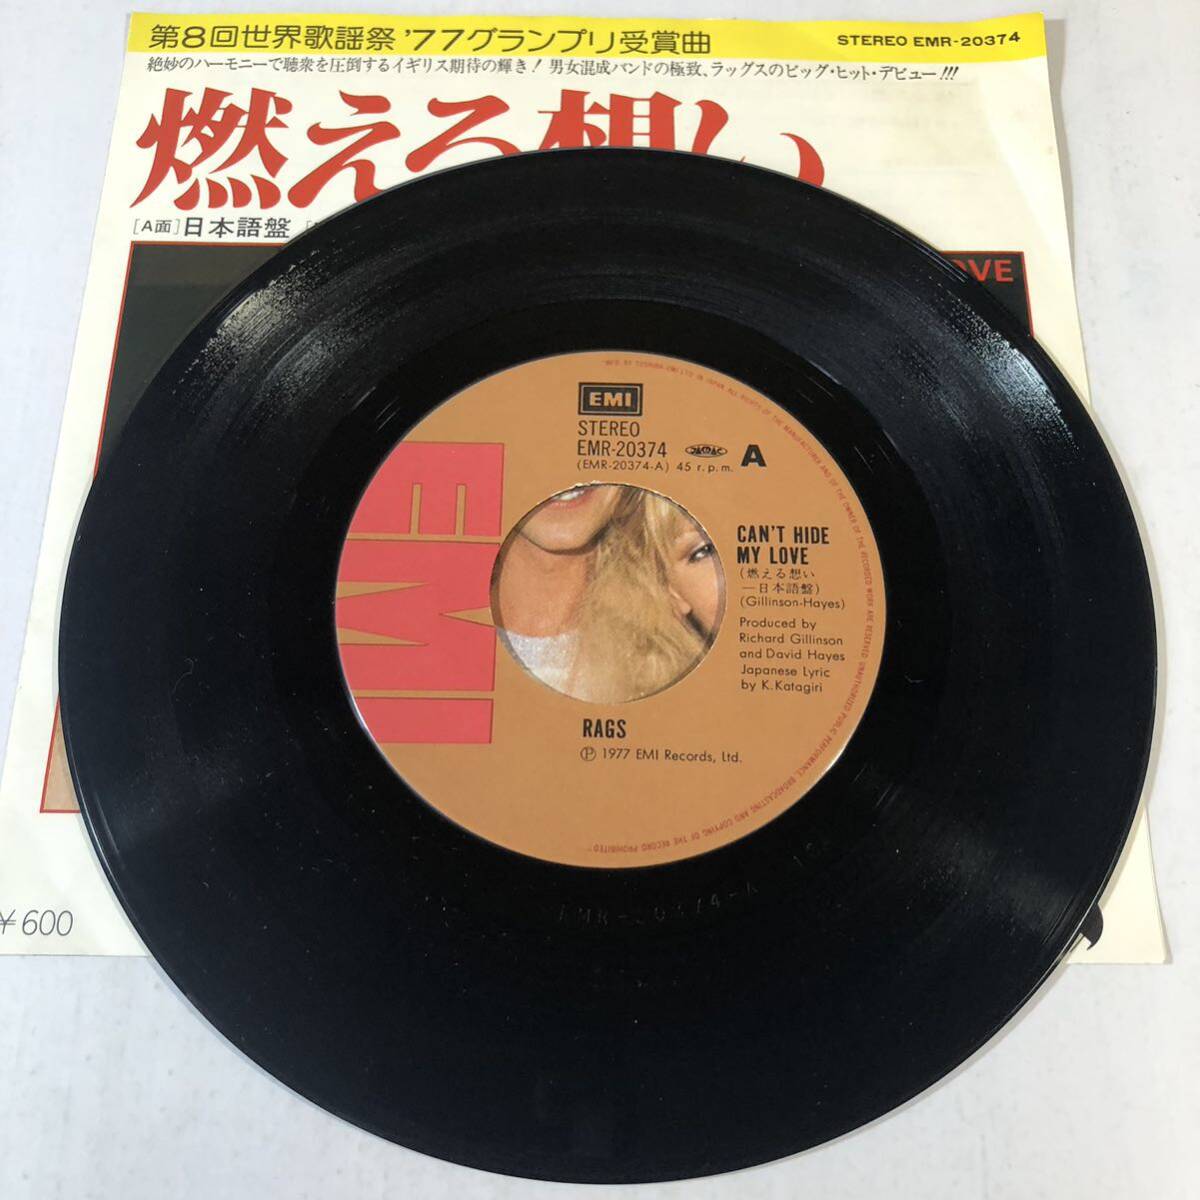 第8回世界歌謡祭 '77グランプリ受賞曲
STEREO EMR-20374
絶妙のハーモニーで聴衆を圧倒するイギリス期待の輝き! 男女混成バンドの極致、ラッグスのビッグ・ヒット・デビュー!!!
燃える想い
[A面]日本語盤
OVE
EMI
STEREO
EMR-20374
(EMR-20374-A) 45 r.p.m.
A
EMI
CAN'T HIDE
MY LOVE
(燃える想い
—日本語盤)
(Gillinson-Hayes)
Produced by
Richard Gillinson
and David Hayes
Japanese Lyric
by K.Katagiri
RAGS
Ⓟ 1977 EMI Records, Ltd.
EMR-20374-A
¥600